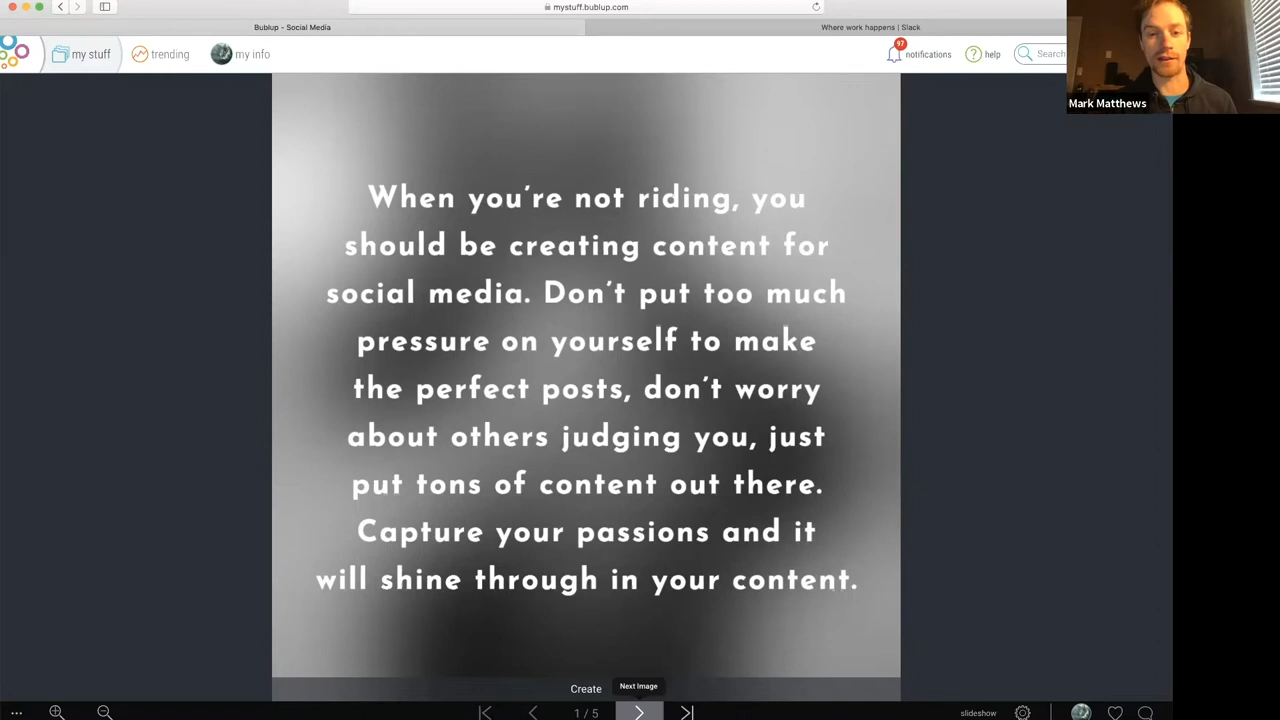 mystuff.bublup.com
Bublup - Social Media
Where work happens | Slack
my stuff
trending
my info
97
notifications
help
Search
Mark Matthews
When you're not riding, you
should be creating content for
social media. Don't put too much
pressure on yourself to make
the perfect posts, don't worry
about others judging you, just
put tons of content out there.
Capture your passions and it
will shine through in your content.
Create
Next Image
1 / 5
slideshow